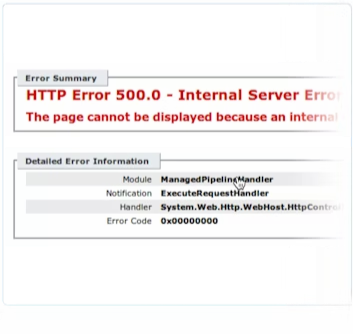 Error Summary
HTTP Error 500.0 - Internal Server Erro
The page cannot be displayed because an internal
Detailed Error Information
Module ManagedPipelineHandler
Notification ExecuteRequestHandler
Handler System.Web.Http.WebHost.HttpContro
Error Code 0x00000000